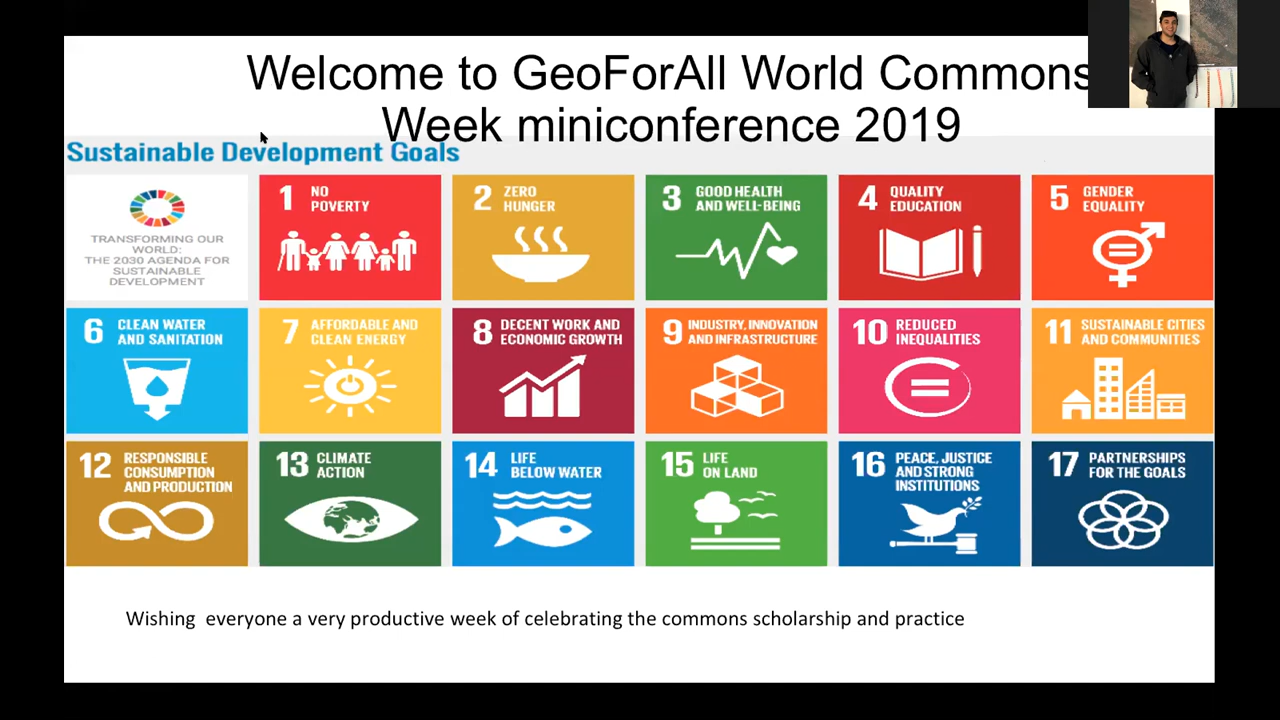 Welcome to GeoForAll World Commons
Week miniconference 2019
Sustainable Development Goals
TRANSFORMING OUR
WORLD:
THE 2030 AGENDA FOR
SUSTAINABLE
DEVELOPMENT
1 NO
POVERTY
2 ZERO
HUNGER
3 GOOD HEALTH
AND WELL-BEING
4 QUALITY
EDUCATION
5 GENDER
EQUALITY
6 CLEAN WATER
AND SANITATION
7 AFFORDABLE AND
CLEAN ENERGY
8 DECENT WORK AND
ECONOMIC GROWTH
9 INDUSTRY, INNOVATION
AND INFRASTRUCTURE
10 REDUCED
INEQUALITIES
11 SUSTAINABLE CITIES
AND COMMUNITIES
12 RESPONSIBLE
CONSUMPTION
AND PRODUCTION
13 CLIMATE
ACTION
14 LIFE
BELOW WATER
15 LIFE
ON LAND
16 PEACE, JUSTICE
AND STRONG
INSTITUTIONS
17 PARTNERSHIPS
FOR THE GOALS
Wishing everyone a very productive week of celebrating the commons scholarship and practice